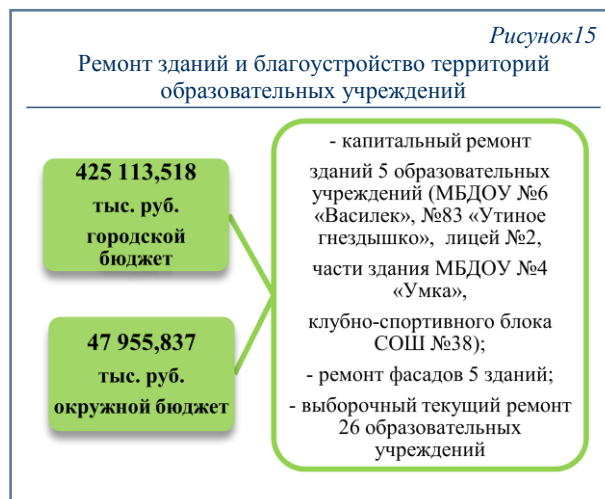 Рисунок15
Ремонт зданий и благоустройство территорий
образовательных учреждений
425 113,518
тыс. руб.
городской
бюджет
47 955,837
тыс. руб.
окружной бюджет
- капитальный ремонт
зданий 5 образовательных
учреждений (МБДОУ №6
«Василек», №83 «Утиное
гнездышко», лицей №2,
части здания МБДОУ №4
«Умка»,
клубно-спортивного блока
СОШ №38);
- ремонт фасадов 5 зданий;
- выборочный текущий ремонт
26 образовательных
учреждений